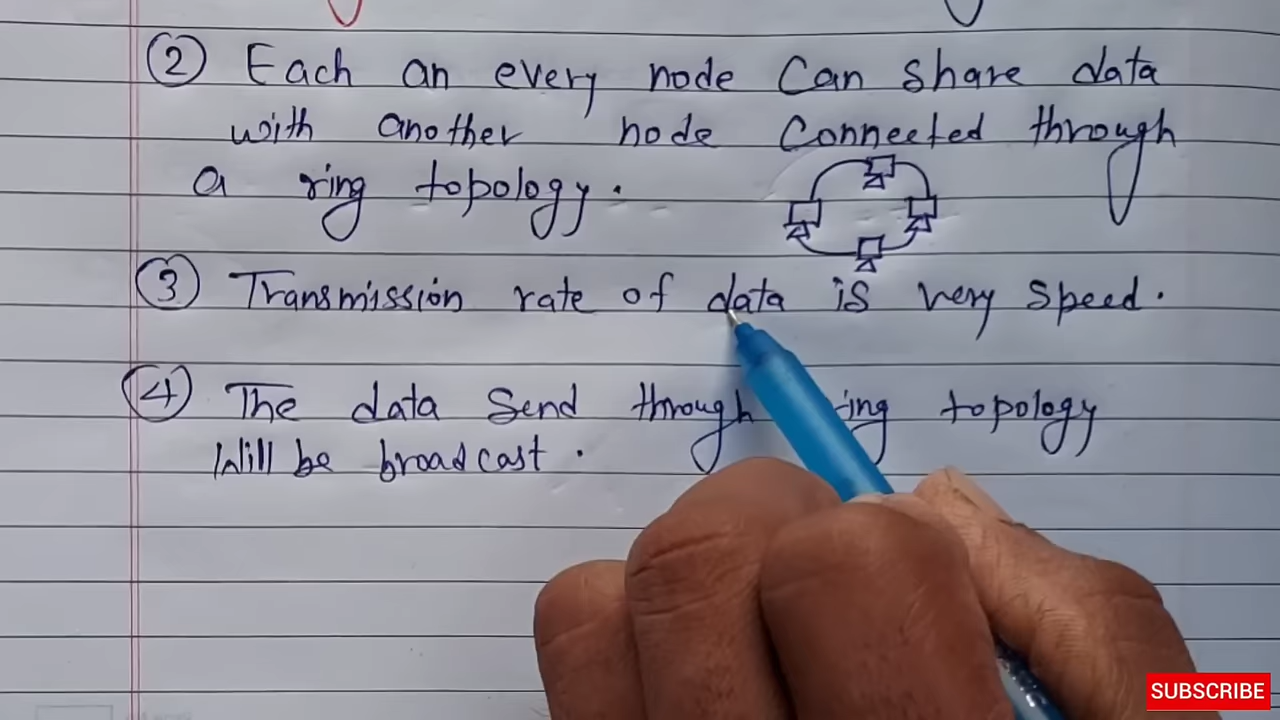 ② Each an every node can share data
with another node connected through
a ring topology.
③ Transmission rate of data is very speed.
④ The data send through ring topology
will be broadcast.
SUBSCRIBE